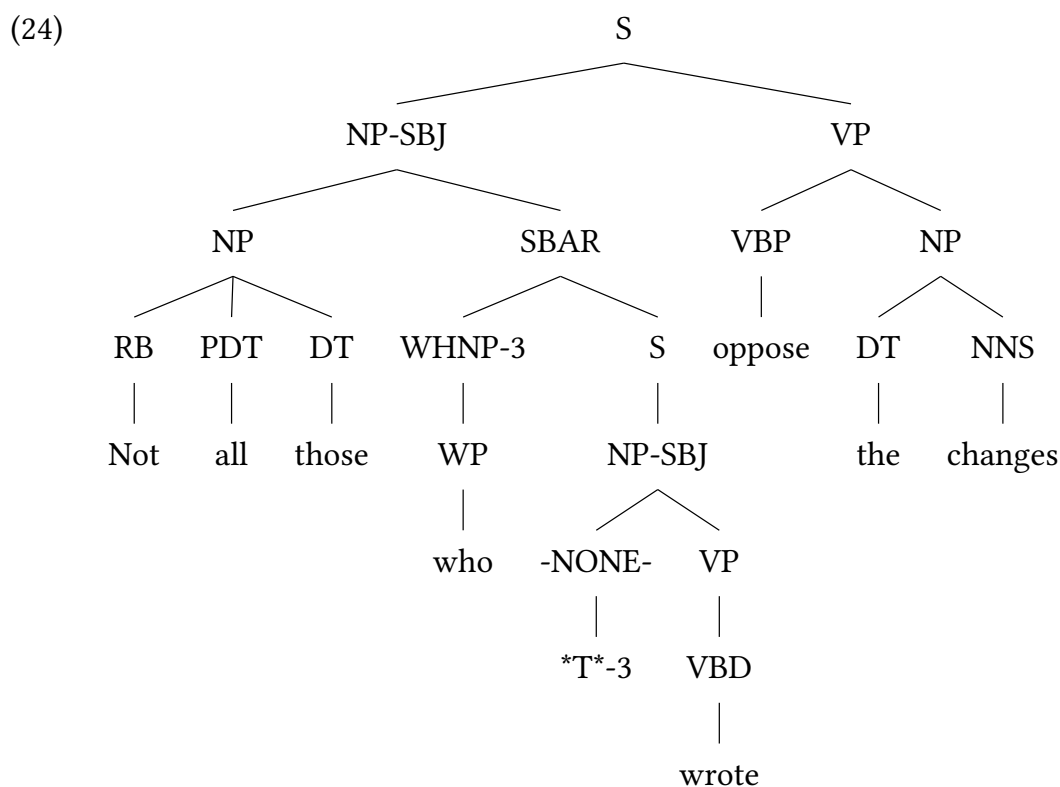 (24) S
NP-SBJ VP
NP SBAR VBP NP
RB PDT DT WHNP-3 S oppose DT NNS
Not all those WP NP-SBJ the changes
who -NONE- VP
*T*-3 VBD
wrote